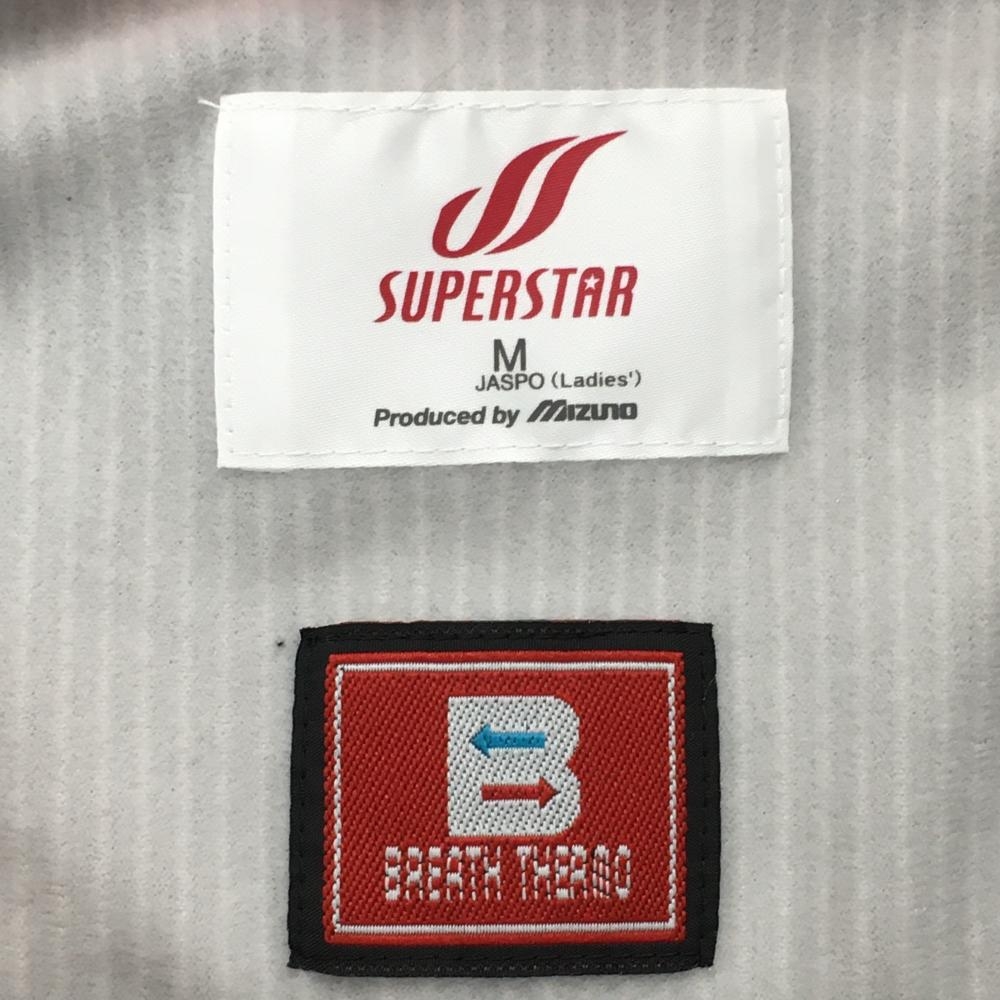 SUPERSTAR
M
JASPO (Ladies')
Produced by MIZUNO
B
BREATH THERMO